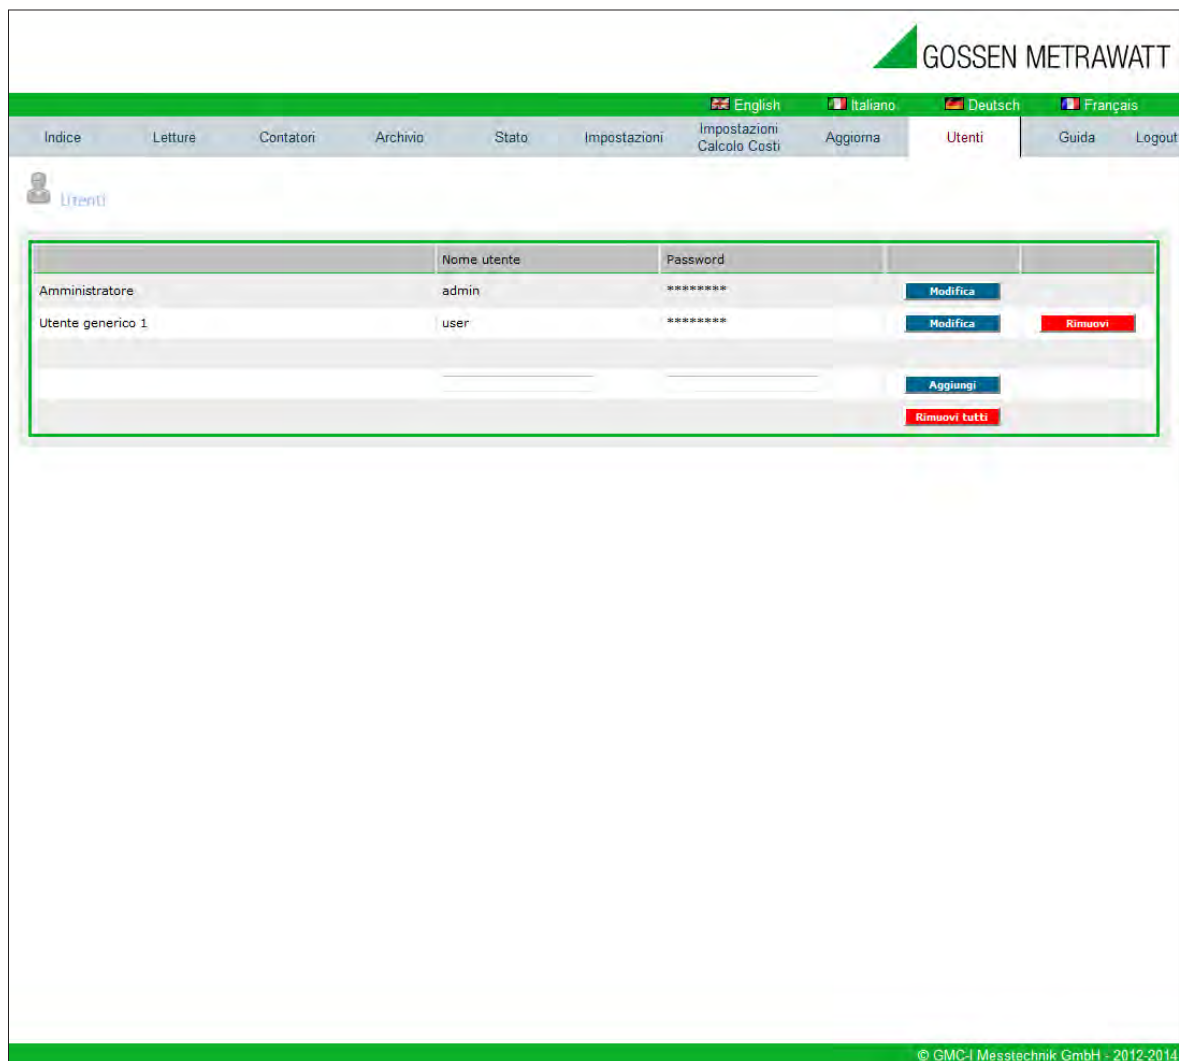 GOSSEN METRAWATT
English Italiano Deutsch Français
Indice Letture Contatori Archivio Stato Impostazioni Impostazioni Calcolo Costi Aggiorna Utenti Guida Logout
Utenti
Nome utente Password
Amministratore admin ******** Modifica
Utente generico 1 user ******** Modifica Rimuovi
Aggiungi
Rimuovi tutti
© GMC-I Messtechnik GmbH - 2012-2014